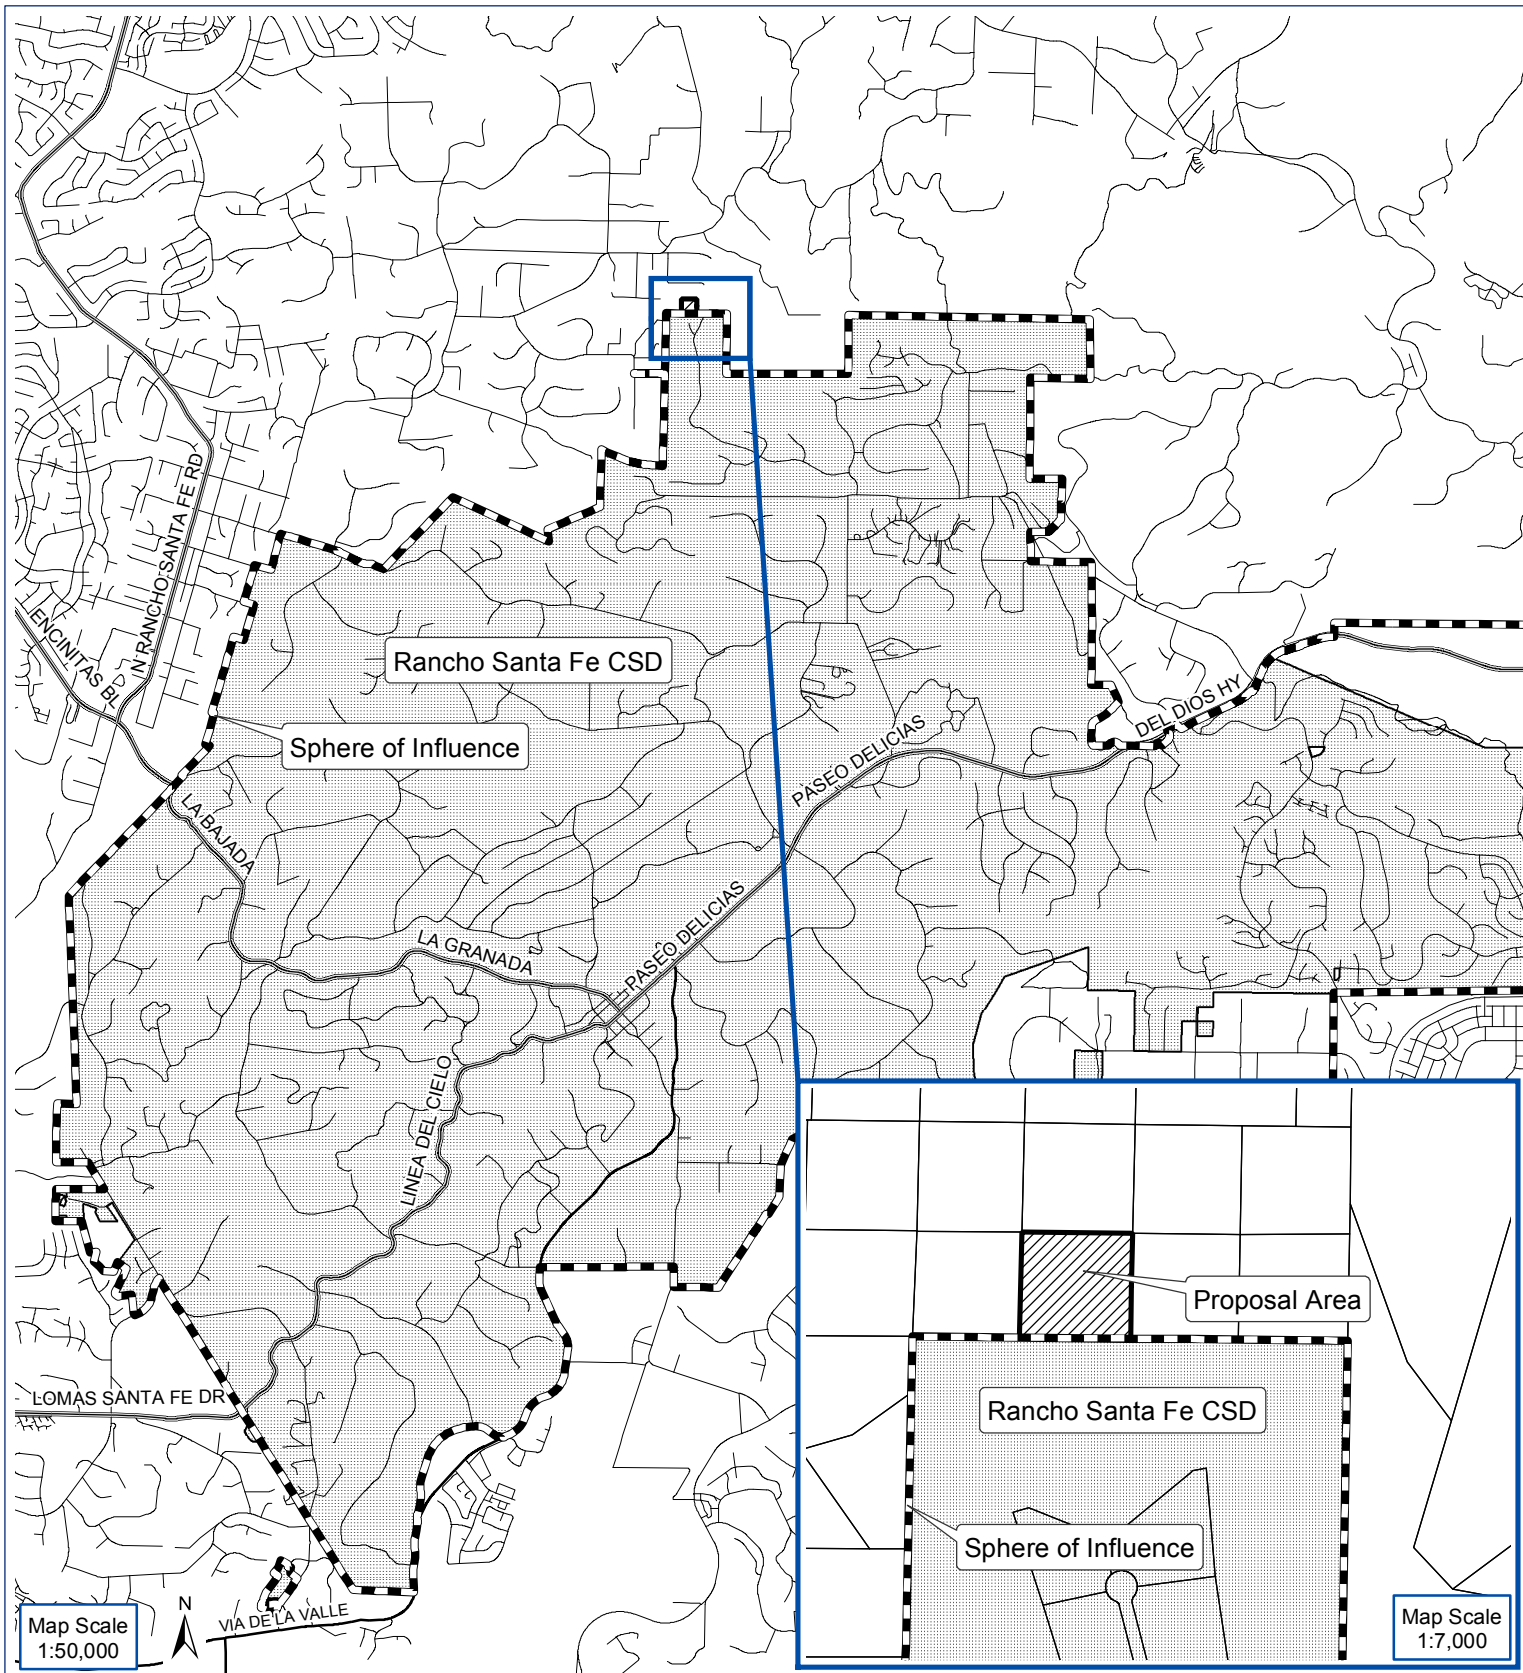 N RANCHO SANTA FE RD
ENCINITAS BL
Rancho Santa Fe CSD
Sphere of Influence
DEL DIOS HY
PASEO DELICIAS
LA BAJADA
LA GRANADA
PASEO DELICIAS
LINEA DEL CIELO
LOMAS SANTA FE DR
VIA DE LA VALLE
N
Map Scale
1:50,000
Proposal Area
Rancho Santa Fe CSD
Sphere of Influence
Map Scale
1:7,000